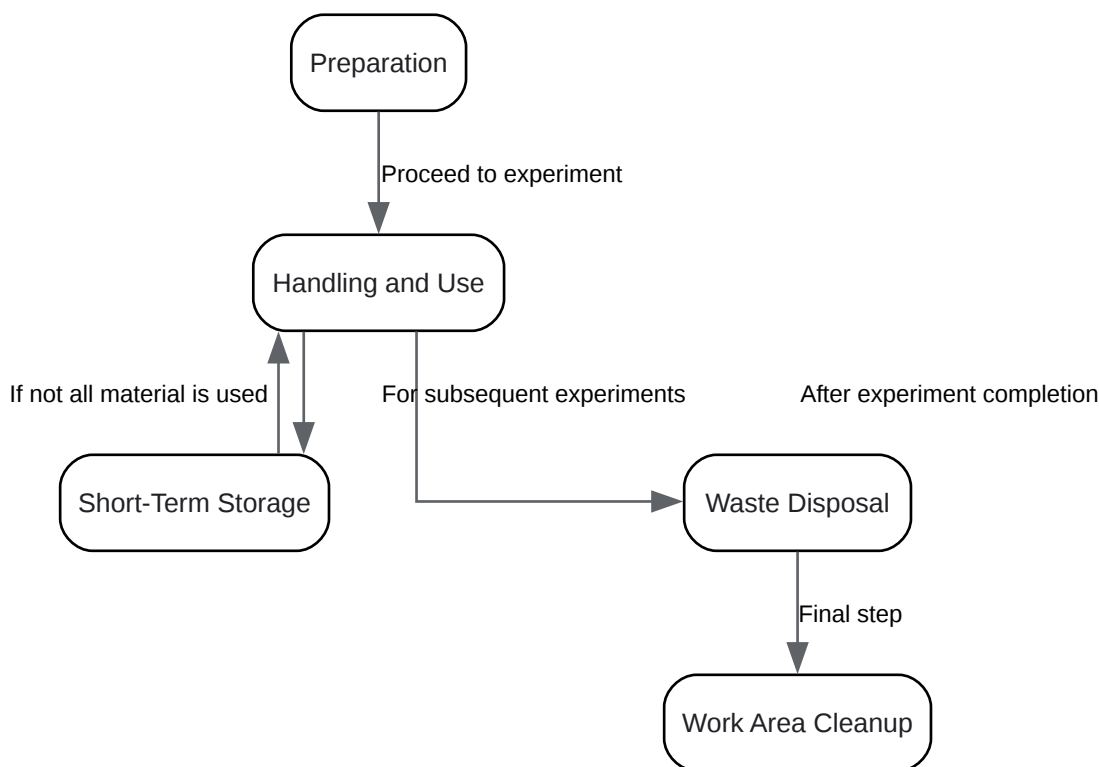 Preparation
Proceed to experiment
Handling and Use
If not all material is used
For subsequent experiments
After experiment completion
Short-Term Storage
Waste Disposal
Final step
Work Area Cleanup